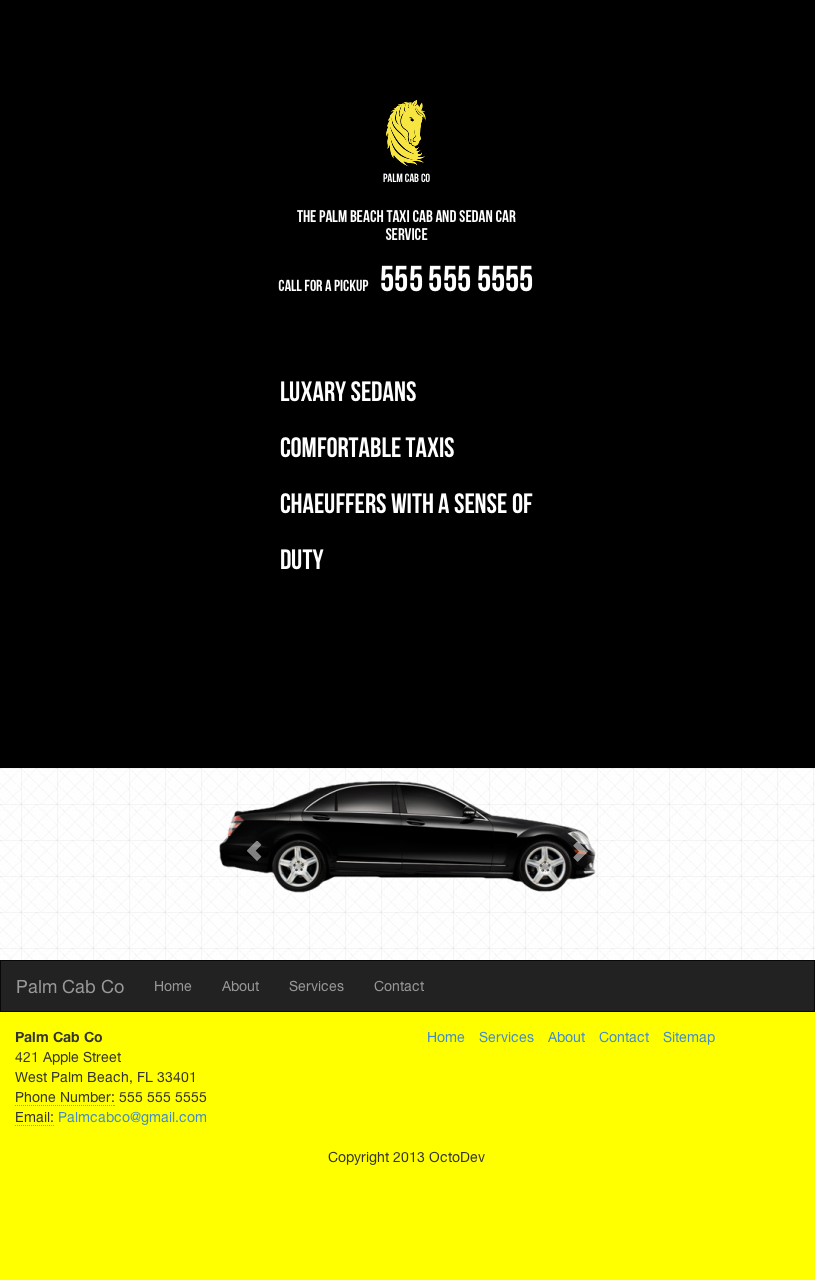 PALM CAB CO
THE PALM BEACH TAXI CAB AND SEDAN CAR
SERVICE
CALL FOR A PICKUP 555 555 5555
LUXARY SEDANS
COMFORTABLE TAXIS
CHAEUFFERS WITH A SENSE OF
DUTY
Palm Cab Co Home About Services Contact
Palm Cab Co
421 Apple Street
West Palm Beach, FL 33401
Phone Number: 555 555 5555
Email: Palmcabco@gmail.com
Home Services About Contact Sitemap
Copyright 2013 OctoDev